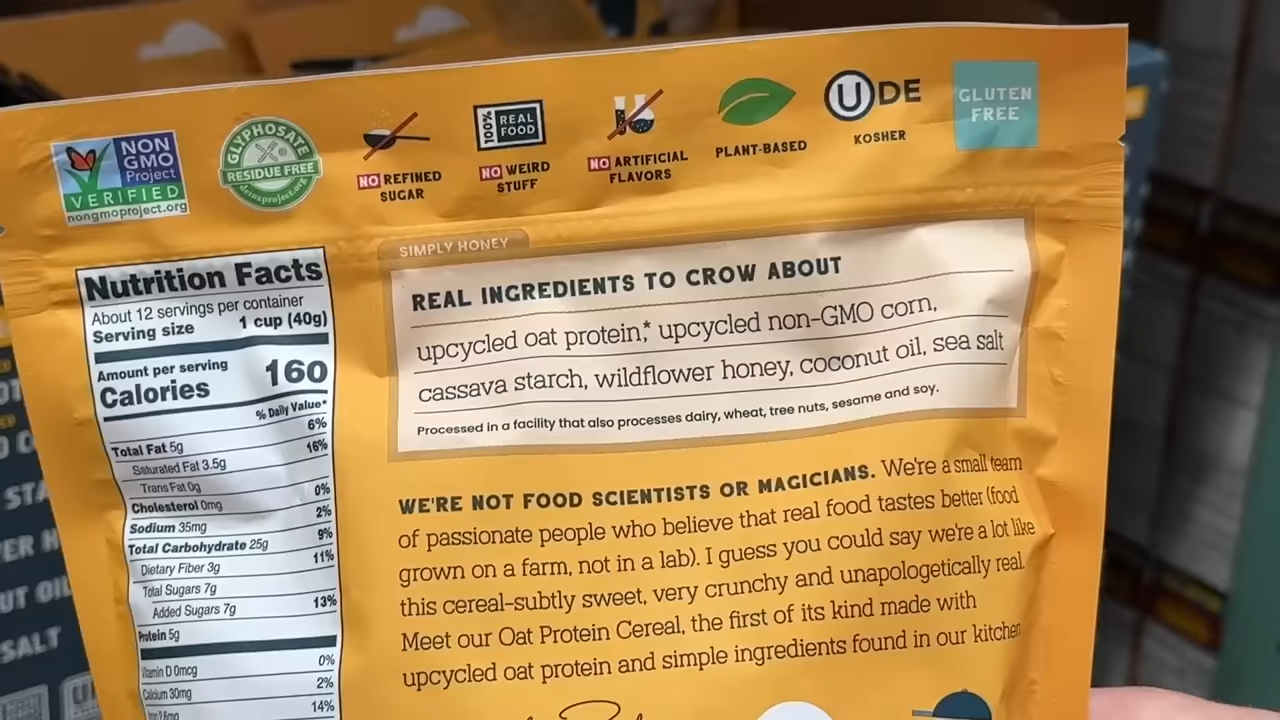 NON
GMO
Project
VERIFIED
nongmoproject.org
GLYPHOSATE
RESIDUE FREE
detoxproject.org
NO REFINED
SUGAR
100%
REAL
FOOD
NO WEIRD
STUFF
NO ARTIFICIAL
FLAVORS
PLANT-BASED
U DE
KOSHER
GLUTEN
FREE
SIMPLY HONEY
REAL INGREDIENTS TO CROW ABOUT
upcycled oat protein,* upcycled non-GMO corn,
cassava starch, wildflower honey, coconut oil, sea salt
Processed in a facility that also processes dairy, wheat, tree nuts, sesame and soy.
WE'RE NOT FOOD SCIENTISTS OR MAGICIANS. We're a small team
of passionate people who believe that real food tastes better (food
grown on a farm, not in a lab). I guess you could say we're a lot like
this cereal-subtly sweet, very crunchy and unapologetically real.
Meet our Oat Protein Cereal, the first of its kind made with
upcycled oat protein and simple ingredients found in our kitchen
Nutrition Facts
About 12 servings per container
Serving size 1 cup (40g)
Amount per serving
Calories 160
% Daily Value*
Total Fat 5g 6%
Saturated Fat 3.5g 16%
Trans Fat 0g
Cholesterol 0mg 0%
Sodium 35mg 2%
Total Carbohydrate 25g 9%
Dietary Fiber 3g 11%
Total Sugars 7g
Added Sugars 7g 13%
Protein 5g
Vitamin D 0mcg 0%
Calcium 30mg 2%
Iron 2.6mg 14%
STA
ER H
UT OIL
SALT